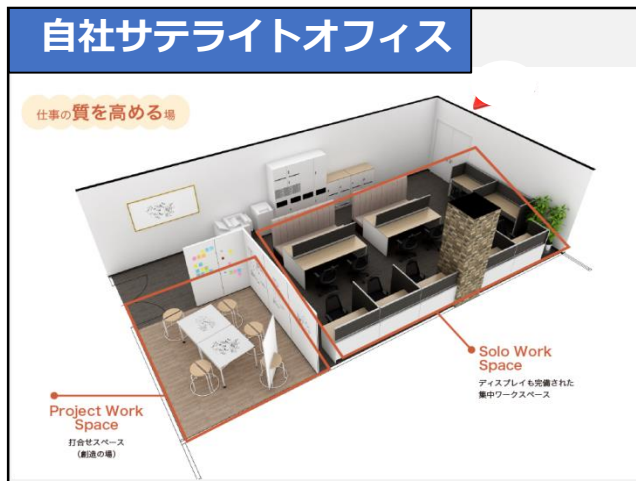 自社サテライトオフィス
仕事の質を高める場
Solo Work
Space
ディスプレイも完備された
集中ワークスペース
Project Work
Space
打合せスペース
(創造の場)